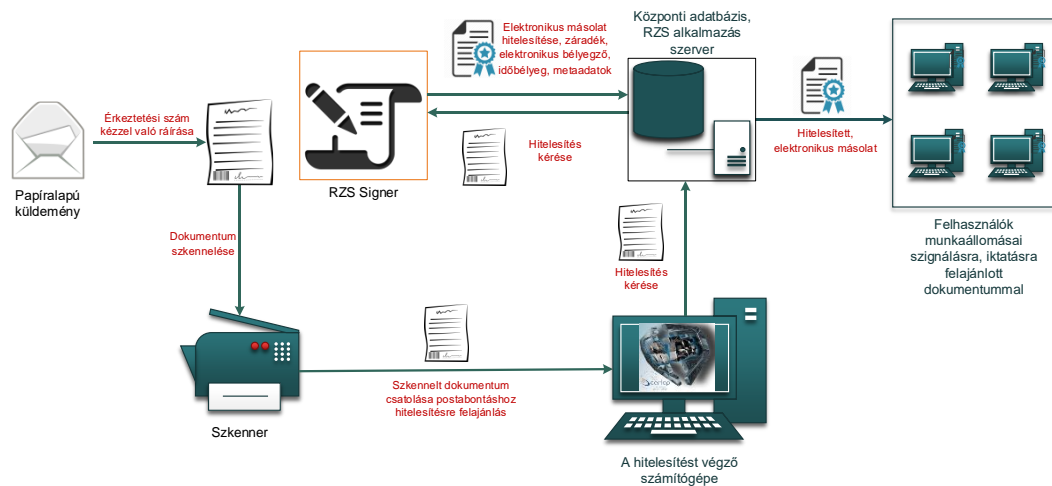 Papíralapú
küldemény
Érkeztetési szám
kézzel való ráírása
Dokumentum
szkennelése
Szkenner
Szkennelt dokumentum
csatolása postabontáshoz
hitelesítésre felajánlás
A hitelesítést végző
számítógépe
Hitelesítés
kérése
Központi adatbázis,
RZS alkalmazás
szerver
Hitelesítés
kérése
RZS Signer
Elektronikus másolat
hitelesítése, záradék,
elektronikus bélyegző,
időbélyeg, metaadatok
Hitelesített,
elektronikus másolat
Felhasználók
munkaállomásai
szignálásra, iktatásra
felajánlott
dokumentummal